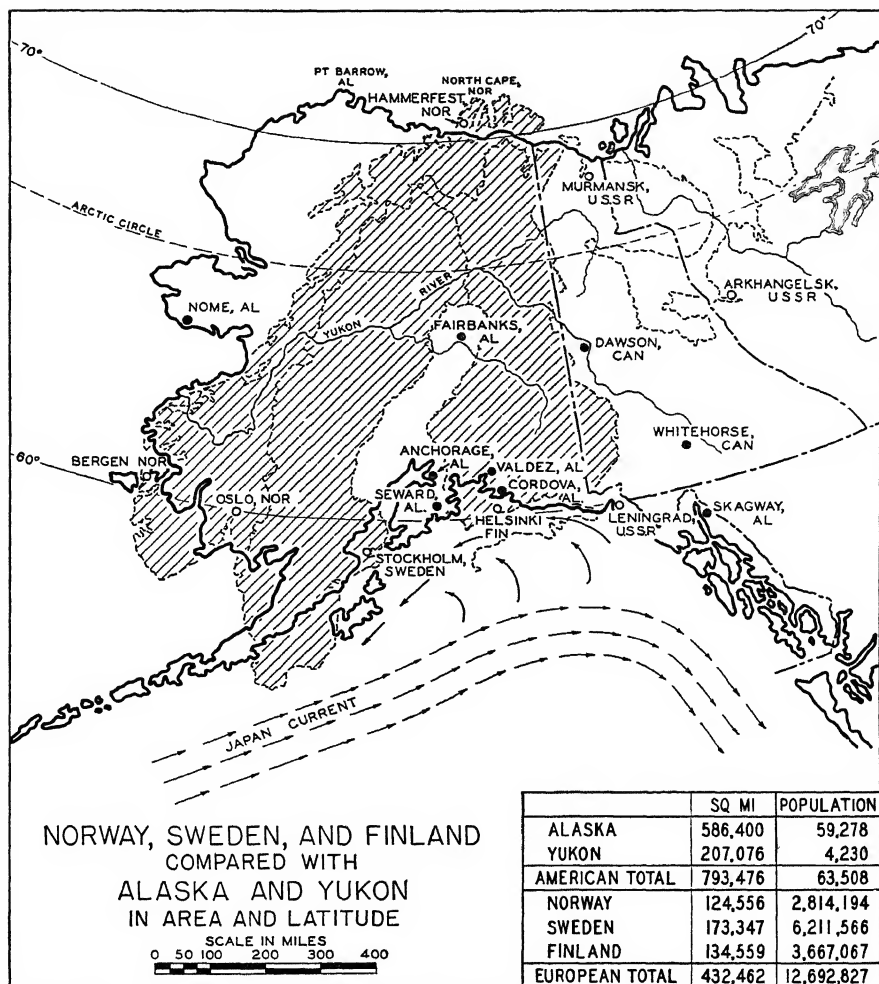 70°
70°
PT BARROW,
AL
NORTH CAPE,
NOR
HAMMERFEST,
NOR
MURMANSK,
USSR
ARCTIC CIRCLE
ARKHANGELSK,
USSR
NOME, AL
YUKON RIVER
FAIRBANKS,
AL
DAWSON,
CAN
WHITEHORSE,
CAN
60°
BERGEN NOR
ANCHORAGE,
AL
VALDEZ, AL
CORDOVA,
AL
OSLO, NOR
SEWARD,
AL.
HELSINKI
FIN
LENINGRAD,
USSR
SKAGWAY,
AL
STOCKHOLM,
SWEDEN
JAPAN CURRENT
NORWAY, SWEDEN, AND FINLAND
COMPARED WITH
ALASKA AND YUKON
IN AREA AND LATITUDE
SCALE IN MILES
0 50 100 200 300 400
SQ MI POPULATION
ALASKA 586,400 59,278
YUKON 207,076 4,230
AMERICAN TOTAL 793,476 63,508
NORWAY 124,556 2,814,194
SWEDEN 173,347 6,211,566
FINLAND 134,559 3,667,067
EUROPEAN TOTAL 432,462 12,692,827